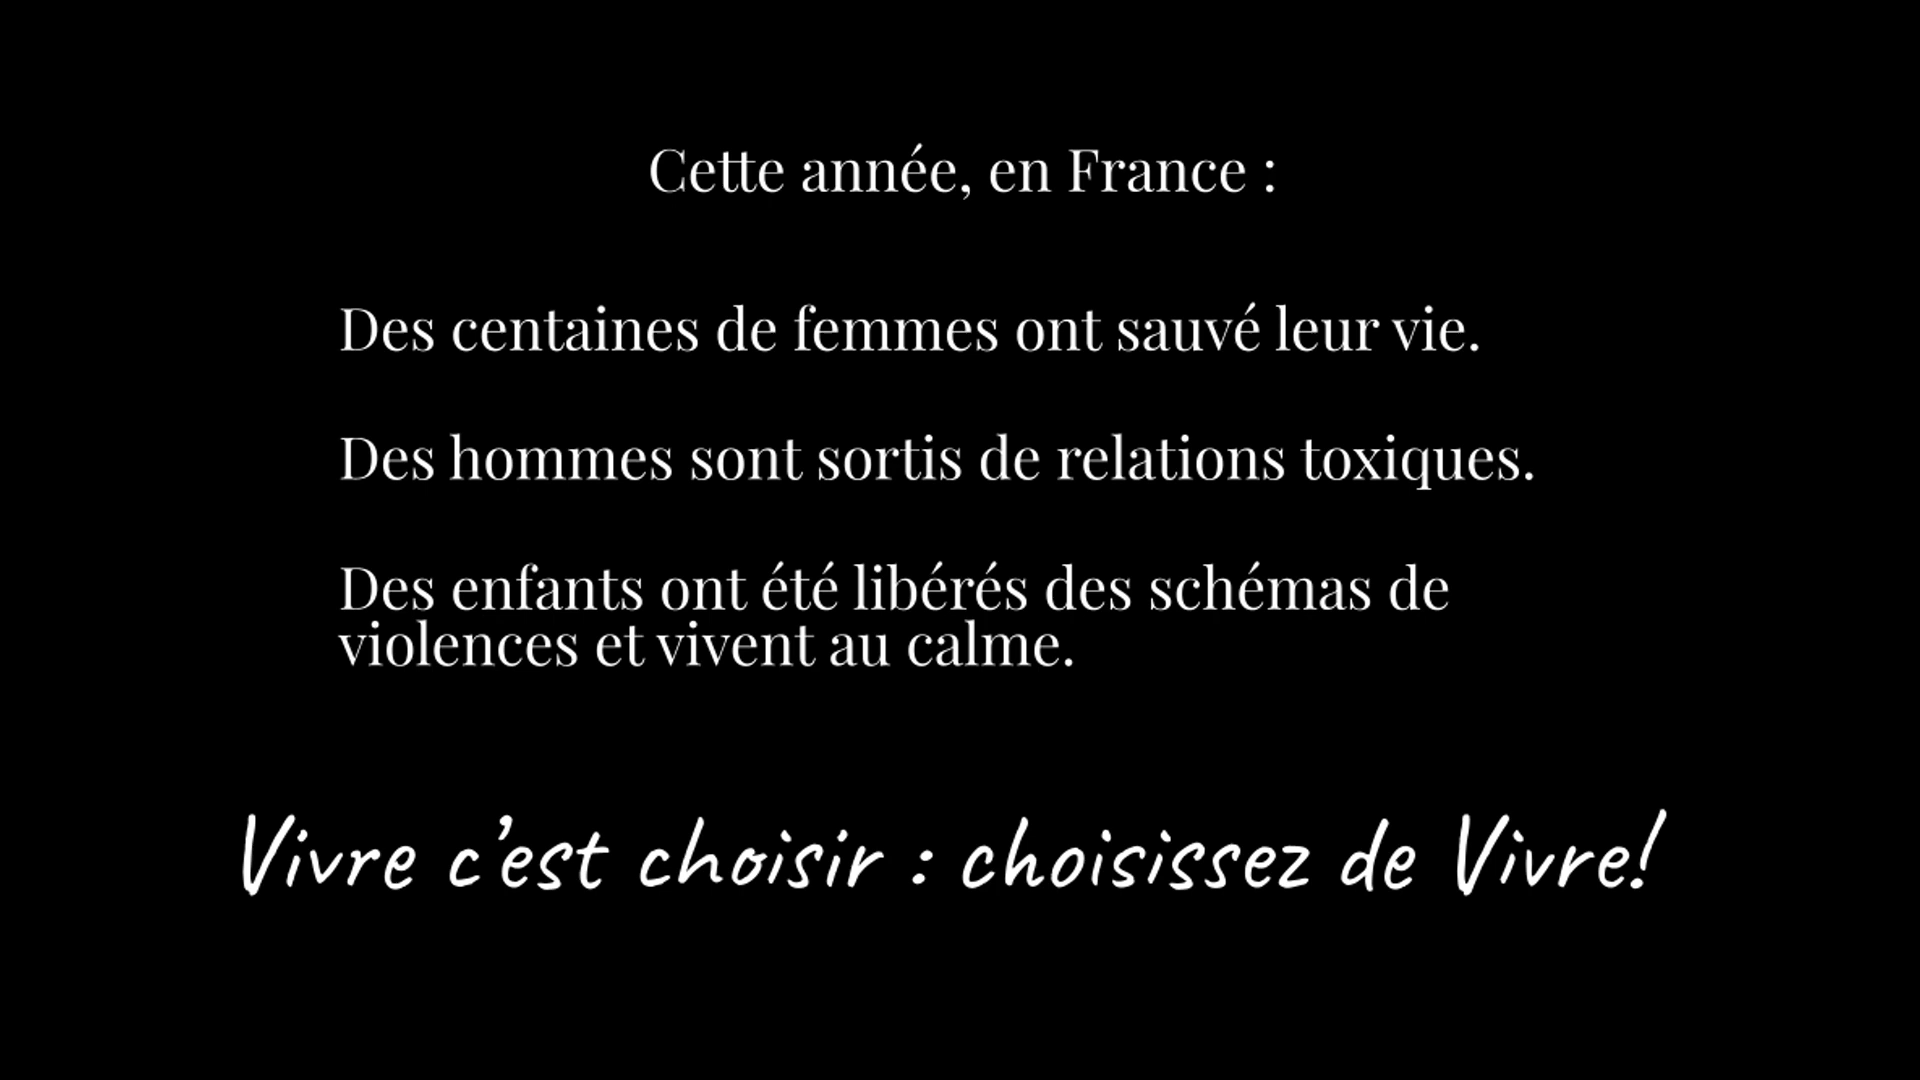 Cette année, en France :
Des centaines de femmes ont sauvé leur vie.
Des hommes sont sortis de relations toxiques.
Des enfants ont été libérés des schémas de
violences et vivent au calme.
Vivre c’est choisir : choisissez de Vivre!